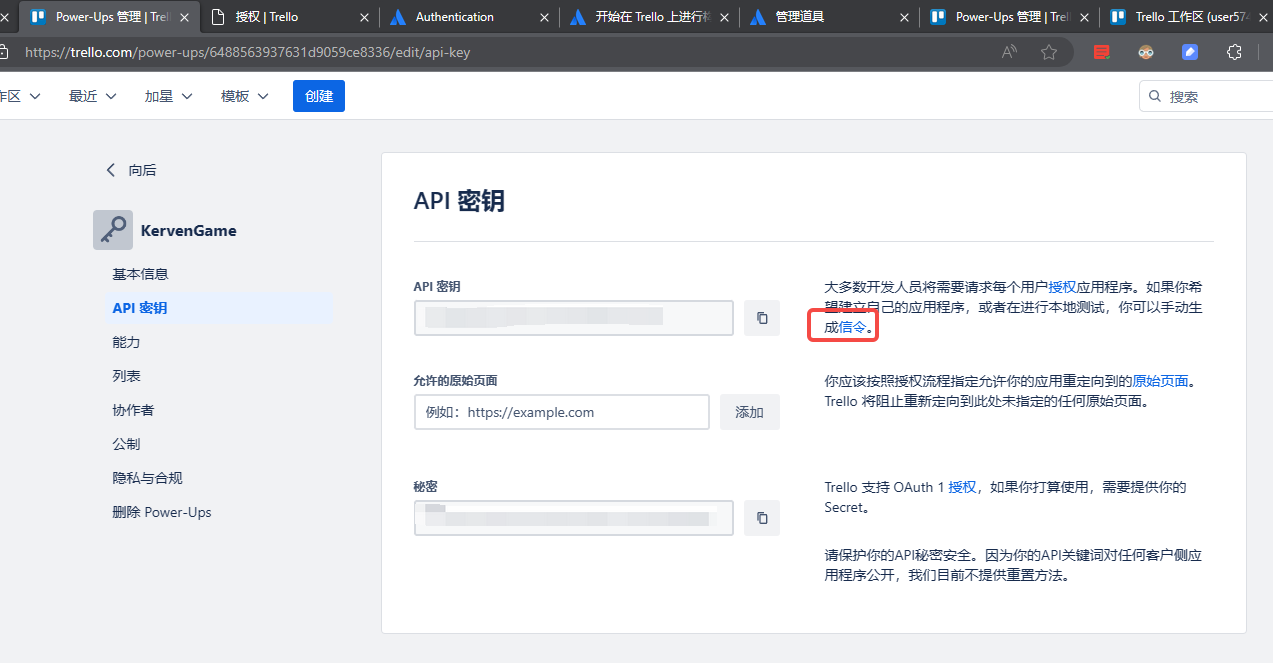 Power-Ups 管理 | Trel
授权 | Trello
Authentication
开始在 Trello 上进行构
管理道具
Power-Ups 管理 | Trel
Trello 工作区 (user574
https://trello.com/power-ups/6488563937631d9059ce8336/edit/api-key
作区
最近
加星
模板
创建
搜索
向后
KervenGame
基本信息
API 密钥
能力
列表
协作者
公制
隐私与合规
删除 Power-Ups
API 密钥
API 密钥
大多数开发人员将需要请求每个用户授权应用程序。如果你希
望建立自己的应用程序，或者在进行本地测试，你可以手动生
成信令。
允许的原始页面
例如：https://example.com
添加
你应该按照授权流程指定允许你的应用重定向到的原始页面。
Trello 将阻止重新定向到此处未指定的任何原始页面。
秘密
Trello 支持 OAuth 1 授权，如果你打算使用，需要提供你的
Secret。
请保护你的API秘密安全。因为你的API关键词对任何客户侧应
用程序公开，我们目前不提供重置方法。